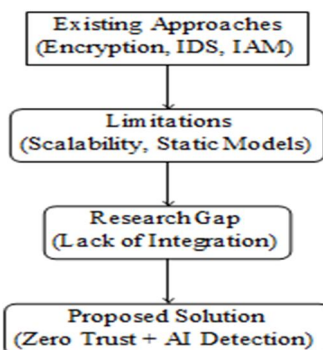 Existing Approaches
(Encryption, IDS, IAM)
Limitations
(Scalability, Static Models)
Research Gap
(Lack of Integration)
Proposed Solution
(Zero Trust + AI Detection)